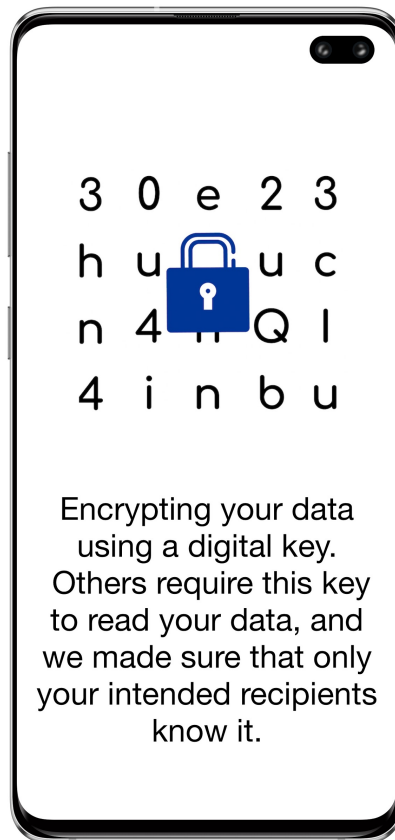 3 0 e 2 3
h u u c
n 4 Q l
4 i n b u
Encrypting your data
using a digital key.
Others require this key
to read your data, and
we made sure that only
your intended recipients
know it.